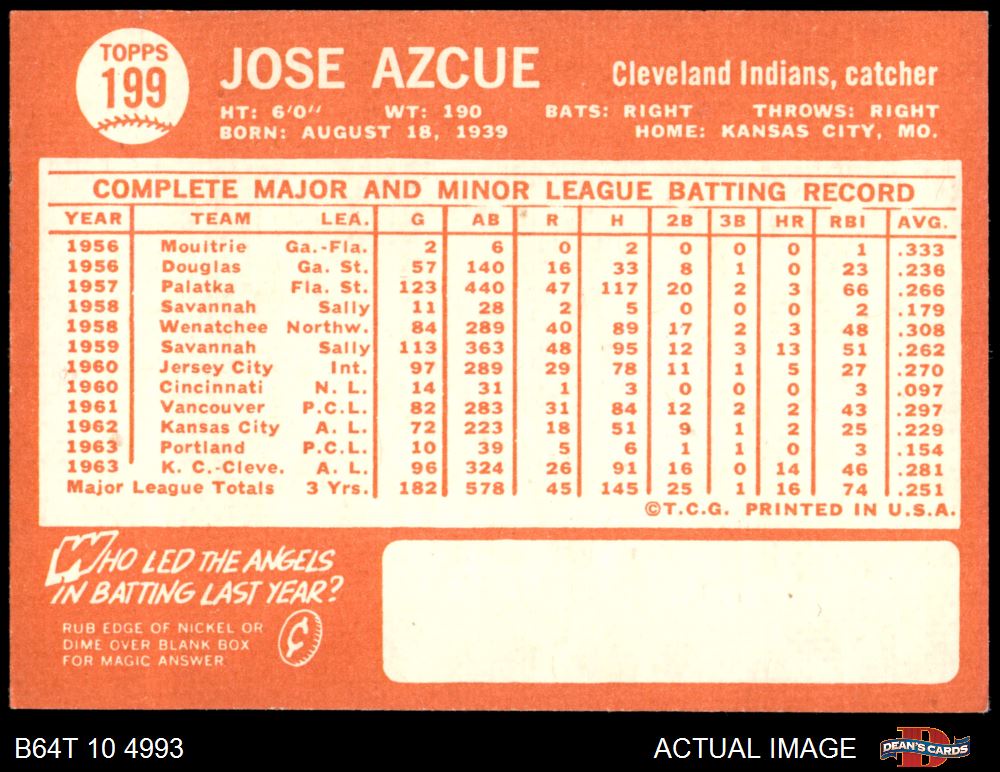 TOPPS
199
JOSE AZCUE
Cleveland Indians, catcher
HT: 6'0" WT: 190 BATS: RIGHT THROWS: RIGHT
BORN: AUGUST 18, 1939 HOME: KANSAS CITY, MO.
COMPLETE MAJOR AND MINOR LEAGUE BATTING RECORD
YEAR TEAM LEA. G AB R H 2B 3B HR RBI AVG.
1956 Moultrie Ga.-Fla. 2 6 0 2 0 0 0 1 .333
1956 Douglas Ga. St. 57 140 16 33 8 1 0 23 .236
1957 Palatka Fla. St. 123 440 47 117 20 2 3 66 .266
1958 Savannah Sally 11 28 2 5 0 0 0 2 .179
1958 Wenatchee Northw. 84 289 40 89 17 2 3 48 .308
1959 Savannah Sally 113 363 48 95 12 3 13 51 .262
1960 Jersey City Int. 97 289 29 78 11 1 5 27 .270
1960 Cincinnati N. L. 14 31 1 3 0 0 0 3 .097
1961 Vancouver P.C.L. 82 283 31 84 12 2 2 43 .297
1962 Kansas City A. L. 72 223 18 51 9 1 2 25 .229
1963 Portland P.C.L. 10 39 5 6 1 1 0 3 .154
1963 K. C.-Cleve. A. L. 96 324 26 91 16 0 14 46 .281
Major League Totals 3 Yrs. 182 578 45 145 25 1 16 74 .251
©T.C.G. PRINTED IN U.S.A.
WHO LED THE ANGELS
IN BATTING LAST YEAR?
RUB EDGE OF NICKEL OR
DIME OVER BLANK BOX
FOR MAGIC ANSWER
¢
B64T 10 4993
ACTUAL IMAGE
D
DEAN'S CARDS